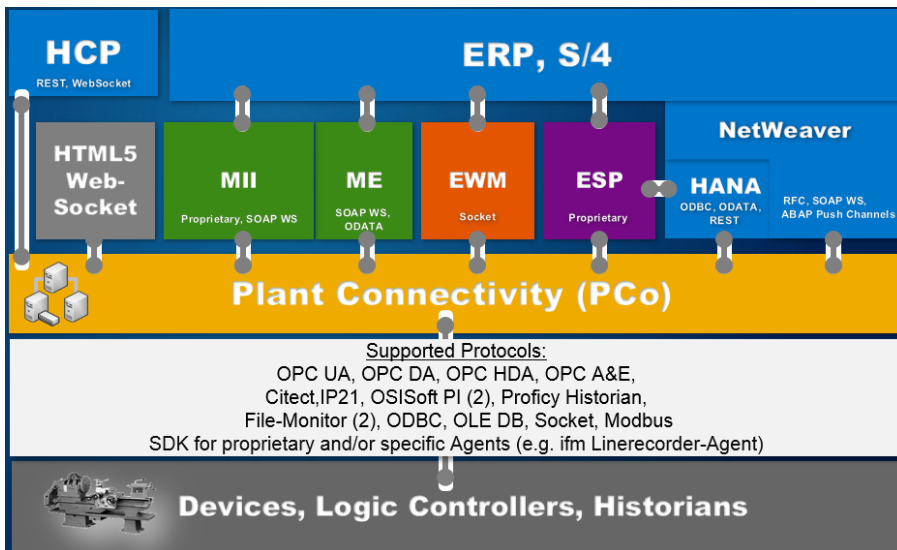 HCP
REST, WebSocket
ERP, S/4
HTML5
Web-
Socket
MII
Proprietary, SOAP WS
ME
SOAP WS,
ODATA
EWM
Socket
ESP
Proprietary
NetWeaver
HANA
ODBC, ODATA,
REST
RFC, SOAP WS,
ABAP Push Channels
Plant Connectivity (PCo)
Supported Protocols:
OPC UA, OPC DA, OPC HDA, OPC A&E,
Citect,IP21, OSISoft PI (2), Proficy Historian,
File-Monitor (2), ODBC, OLE DB, Socket, Modbus
SDK for proprietary and/or specific Agents (e.g. ifm Linerecorder-Agent)
Devices, Logic Controllers, Historians